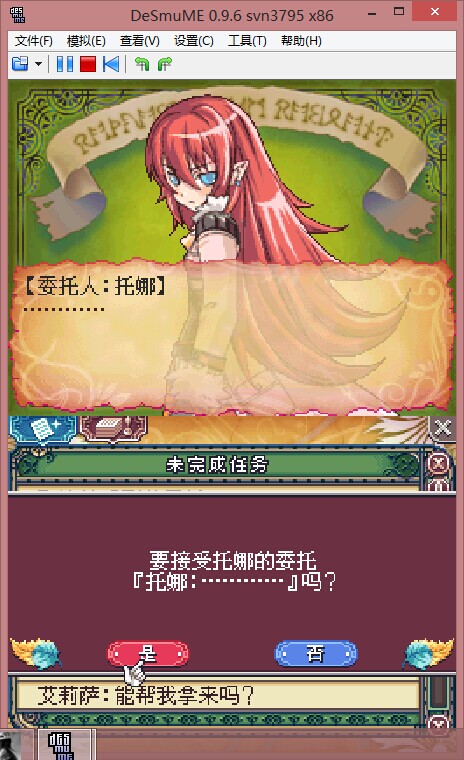 DeSmuME 0.9.6 svn3795 x86
文件(F) 模拟(E) 查看(V) 设置(C) 工具(T) 帮助(H)
【委托人:托娜】
…………
未完成任务
要接受托娜的委托
『托娜:…………』吗?
是 否
艾莉萨:能帮我拿来吗?